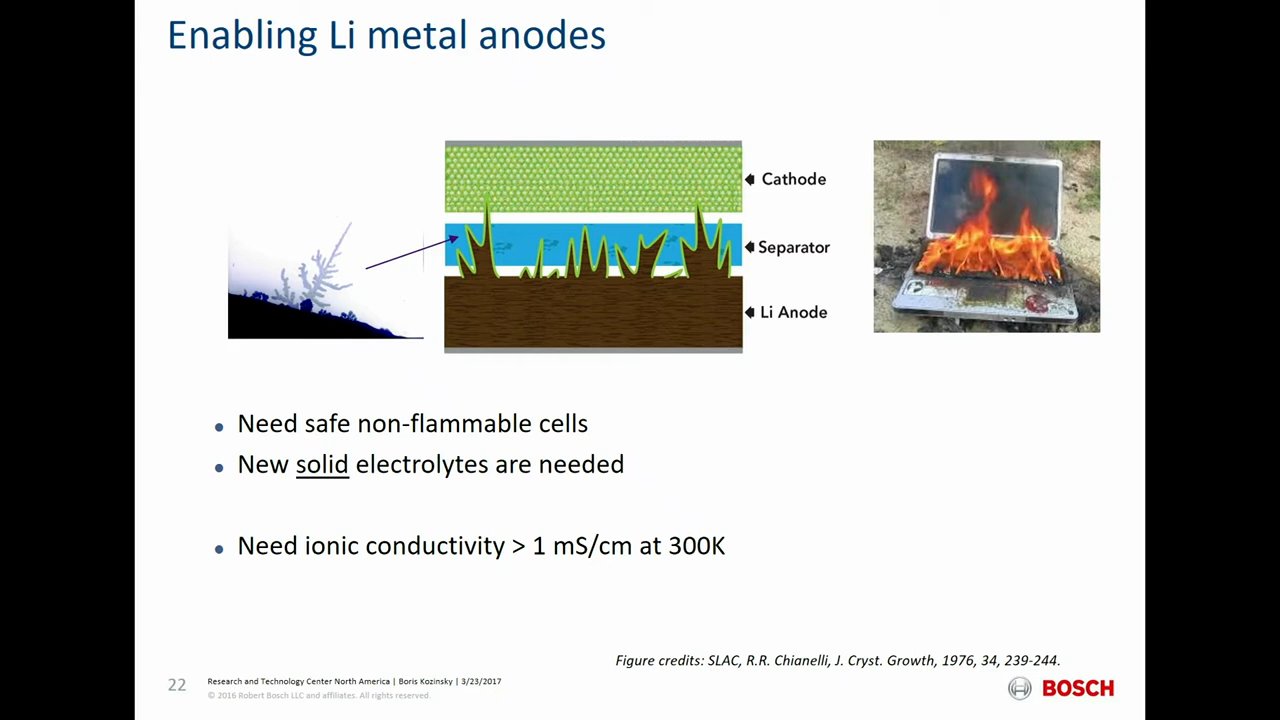 Enabling Li metal anodes
Cathode
Separator
Li Anode
Need safe non-flammable cells
New solid electrolytes are needed
Need ionic conductivity > 1 mS/cm at 300K
Figure credits: SLAC, R.R. Chianelli, J. Cryst. Growth, 1976, 34, 239-244.
22
Research and Technology Center North America | Boris Kozinsky | 3/23/2017
© 2016 Robert Bosch LLC and affiliates. All rights reserved.
BOSCH